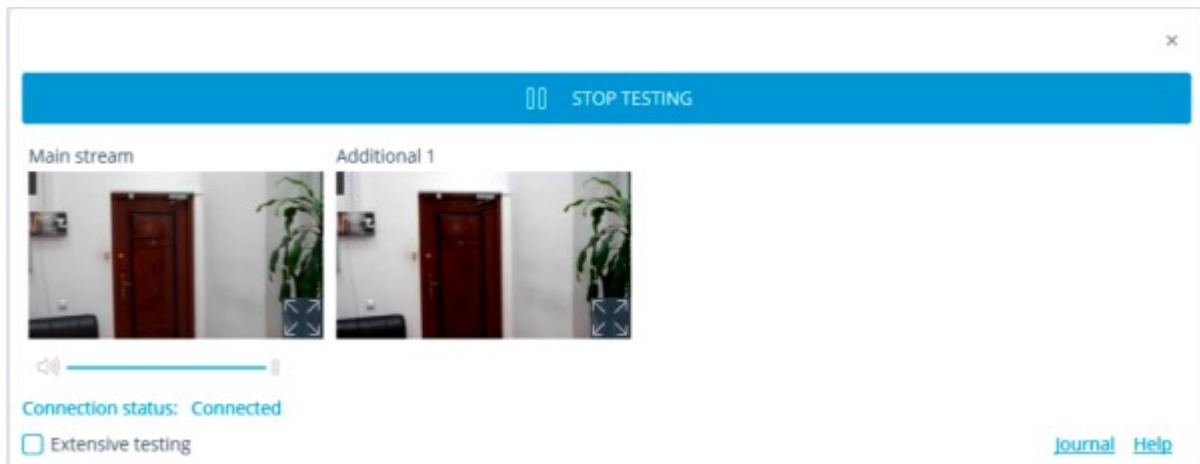 STOP TESTING
Main stream
Additional 1
Connection status: Connected
Extensive testing
Journal Help